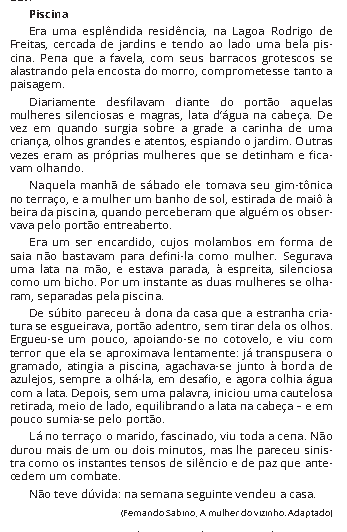 Piscina
Era uma esplêndida residência, na Lagoa Rodrigo de
Freitas, cercada de jardins e tendo ao lado uma bela pis-
cina. Pena que a favela, com seus barracos grotescos se
alastrando pela encosta do morro, comprometesse tanto a
paisagem.
Diariamente desfilavam diante do portão aquelas
mulheres silenciosas e magras, lata d'água na cabeça. De
vez em quando surgia sobre a grade a carinha de uma
criança, olhos grandes e atentos, espiando o jardim. Outras
vezes eram as próprias mulheres que se detinham e fica-
vam olhando.
Naquela manhã de sábado ele tomava seu gim-tônica
no terraço, e a mulher um banho de sol, estirada de maiô à
beira da piscina, quando perceberam que alguém os obser-
vava pelo portão entreaberto.
Era um ser encardido, cujos molambos em forma de
saia não bastavam para defini-la como mulher. Segurava
uma lata na mão, e estava parada, à espreita, silenciosa
como um bicho. Por um instante as duas mulheres se olha-
ram, separadas pela piscina.
De súbito pareceu à dona da casa que a estranha cria-
tura se esgueirava, portão adentro, sem tirar dela os olhos.
Ergueu-se um pouco, apoiando-se no cotovelo, e viu com
terror que ela se aproximava lentamente: já transpusera o
gramado, atingia a piscina, agachava-se junto à borda de
azulejos, sempre a olhá-la, em desafio, e agora colhia água
com a lata. Depois, sem uma palavra, iniciou uma cautelosa
retirada, meio de lado, equilibrando a lata na cabeça – e em
pouco sumia-se pelo portão.
Lá no terraço o marido, fascinado, viu toda a cena. Não
durou mais de um ou dois minutos, mas lhe pareceu sinis-
tra como os instantes tensos de silêncio e de paz que ante-
cedem um combate.
Não teve dúvida: na semana seguinte vendeu a casa.
(Fernando Sabino, A mulher do vizinho. Adaptado)